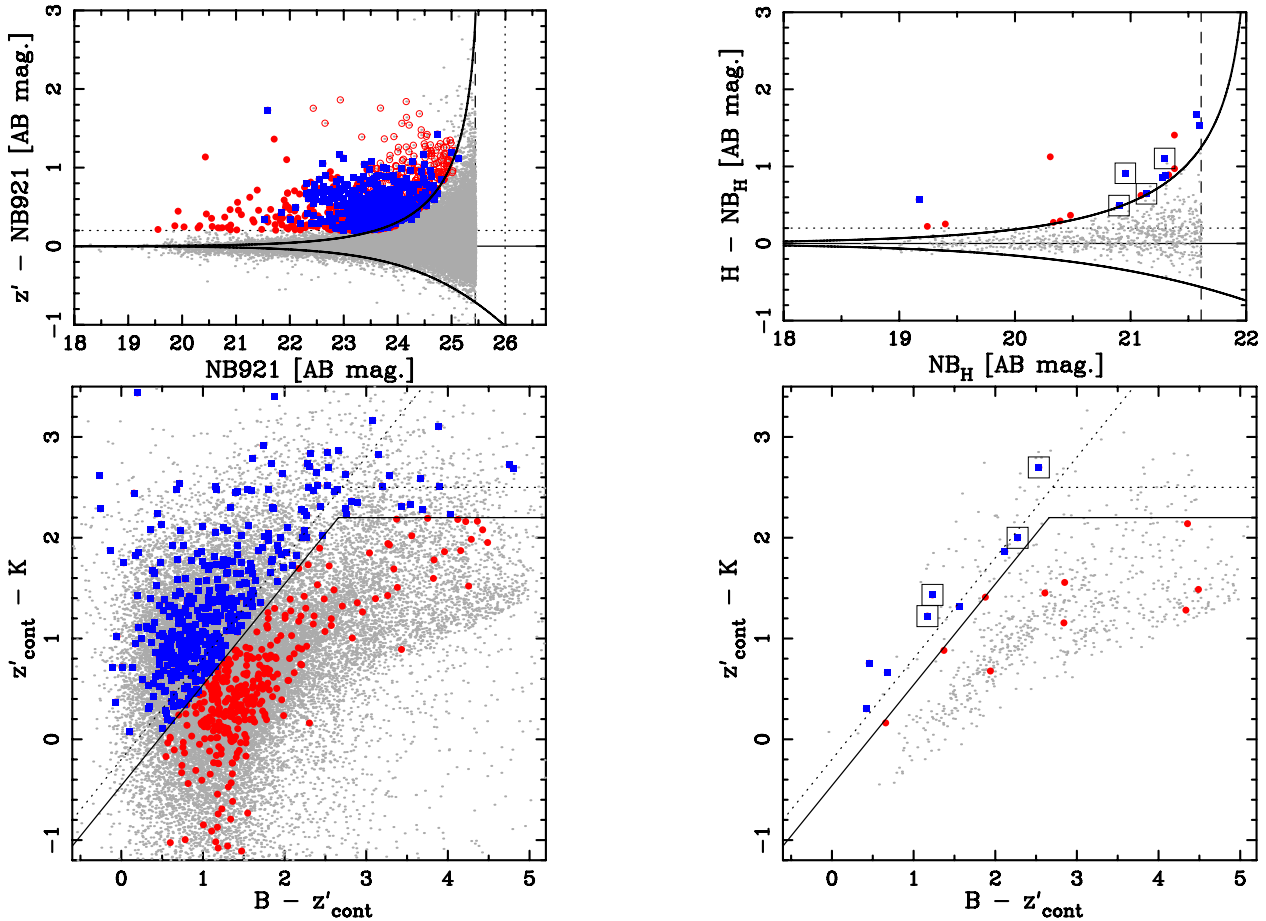 3
2
1
0
−1
z′ − NB921 [AB mag.]
18 19 20 21 22 23 24 25 26
NB921 [AB mag.]
3
2
1
0
−1
H − NB_H [AB mag.]
18 19 20 21 22
NB_H [AB mag.]
3
2
1
0
−1
z′_cont − K
0 1 2 3 4 5
B − z′_cont
3
2
1
0
−1
z′_cont − K
0 1 2 3 4 5
B − z′_cont